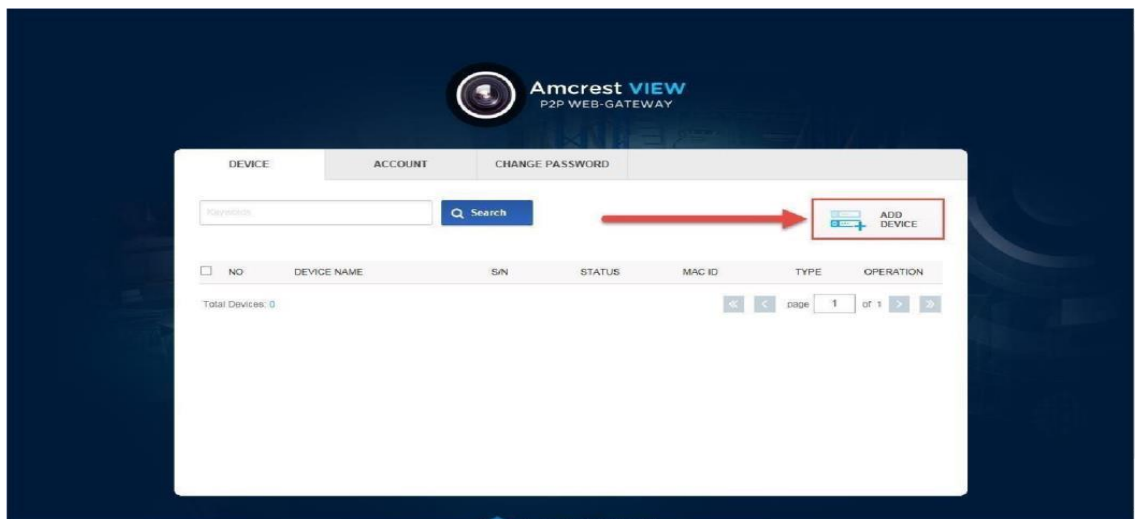 Amcrest VIEW
P2P WEB-GATEWAY
DEVICE ACCOUNT CHANGE PASSWORD
Keywords
Search
ADD
DEVICE
NO DEVICE NAME S/N STATUS MAC ID TYPE OPERATION
Total Devices: 0 page 1 of 1